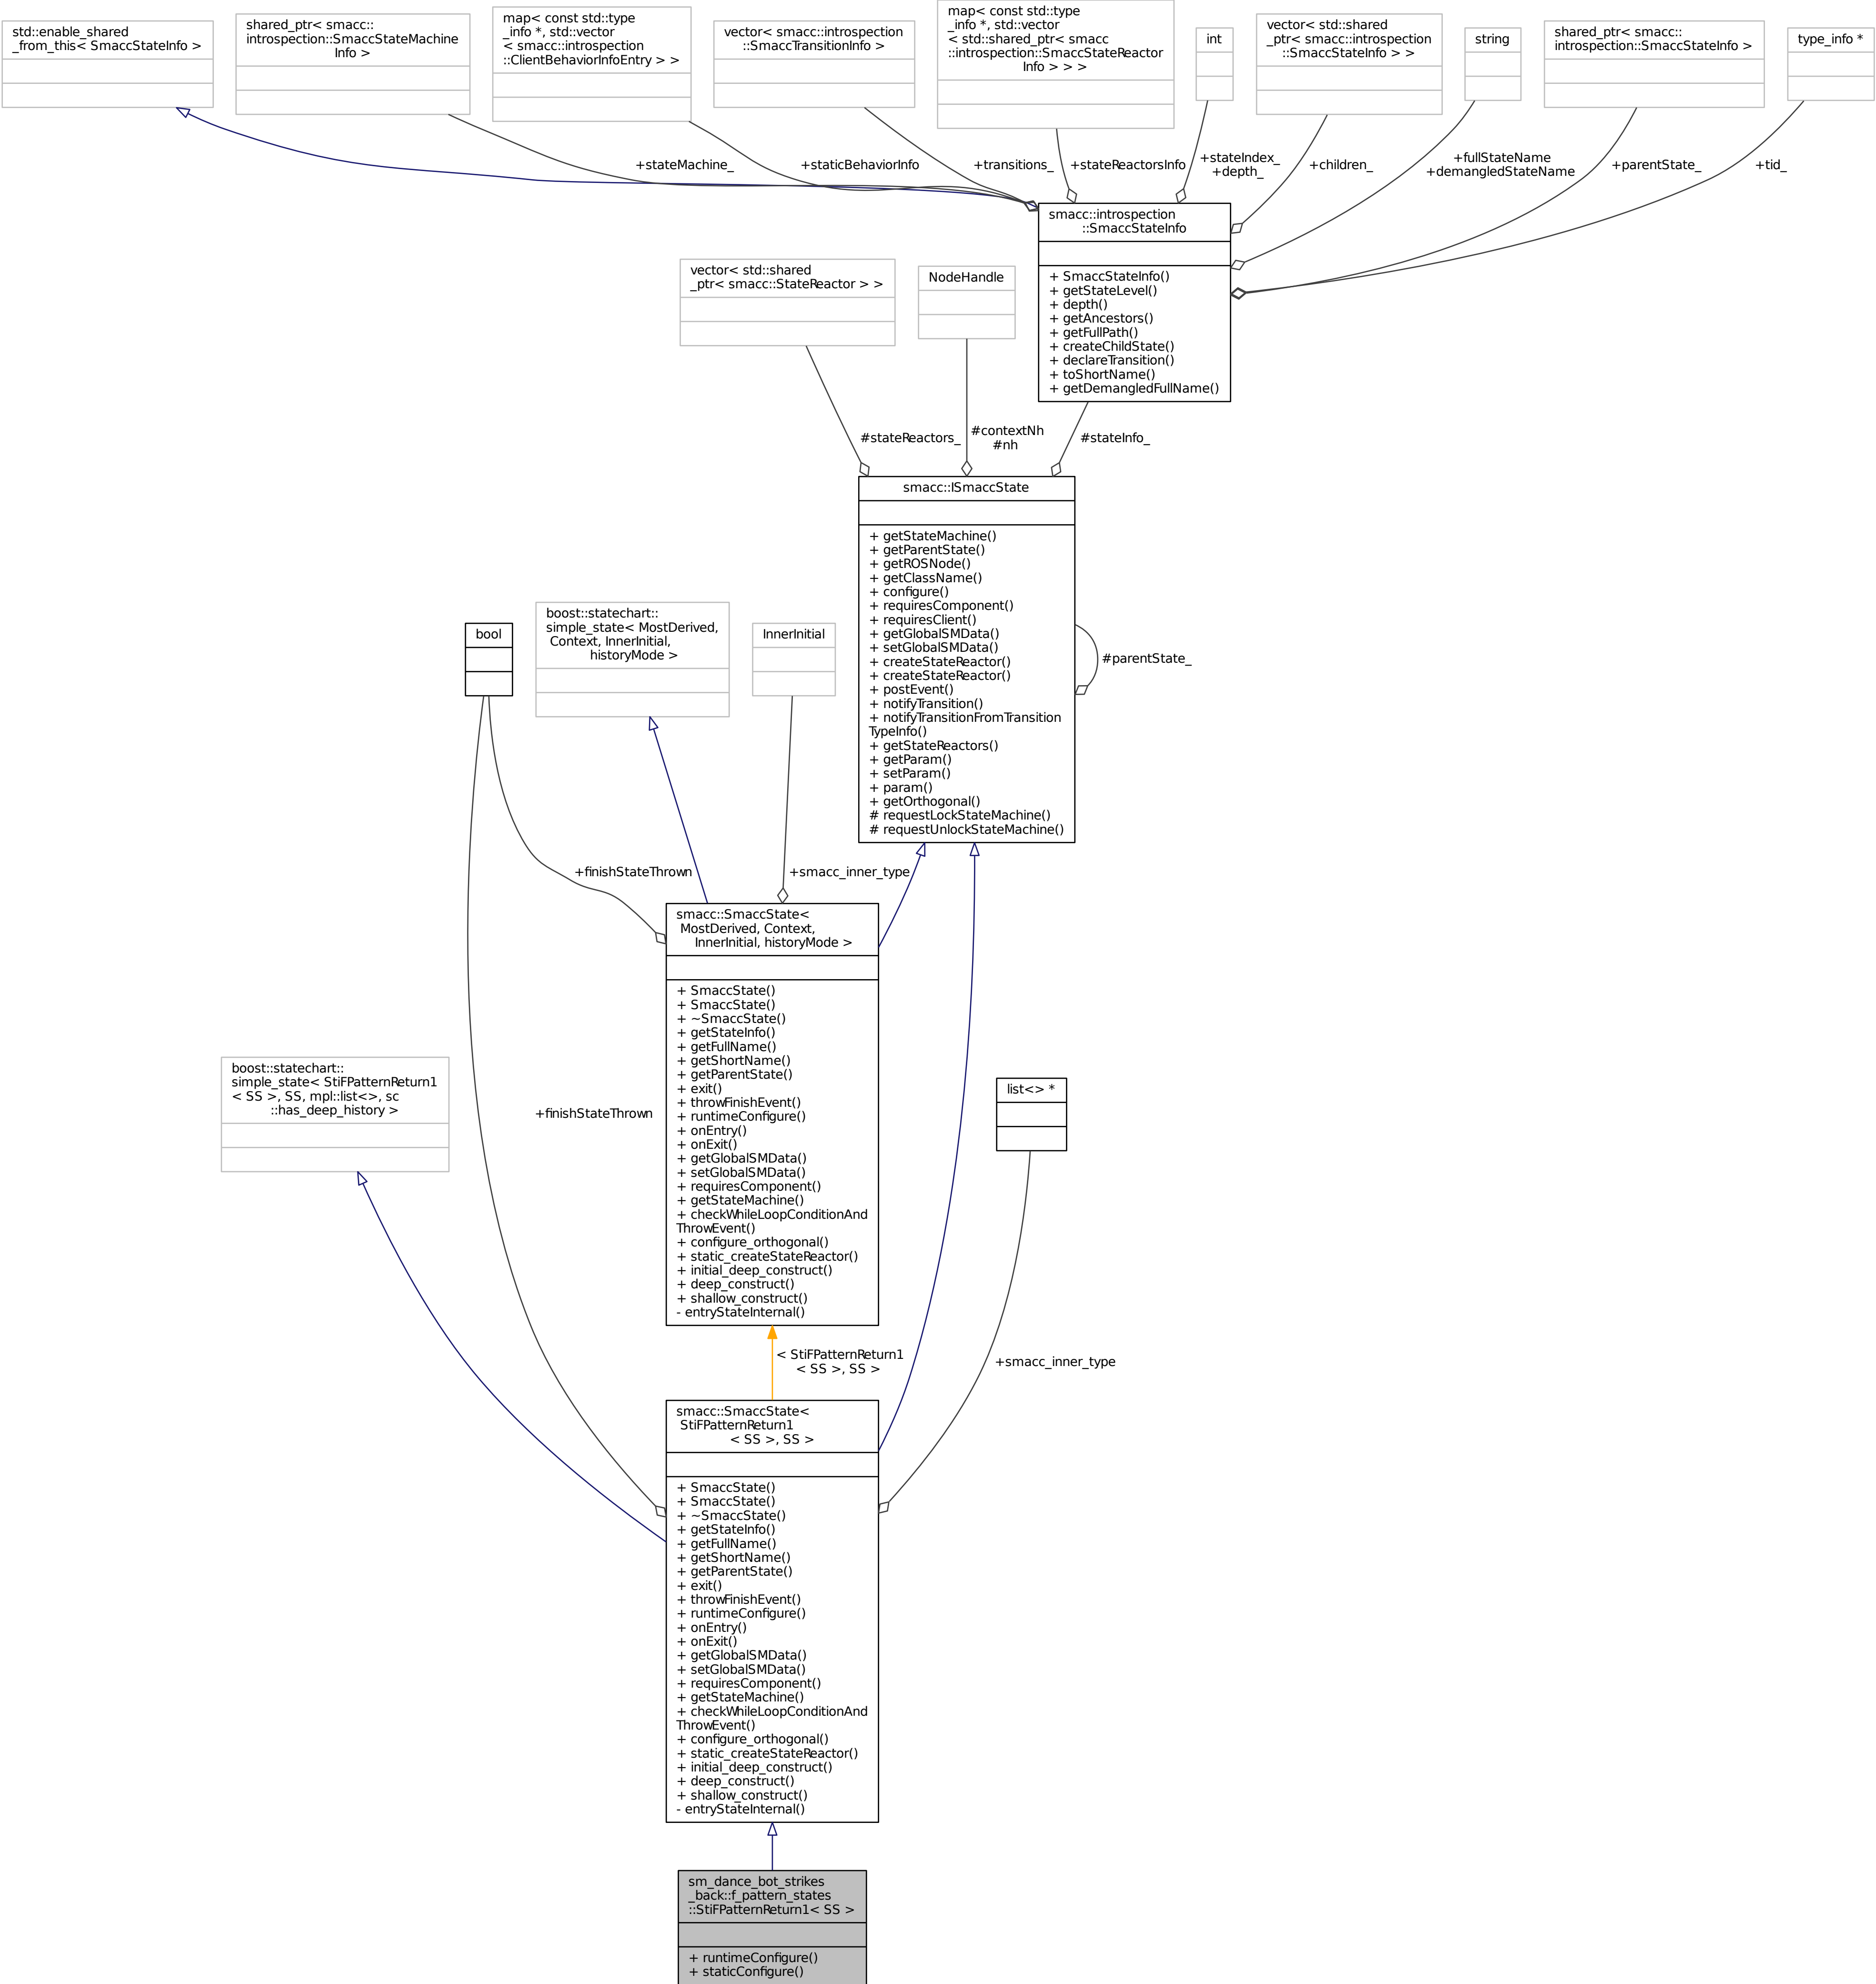 std::enable_shared
_from_this< SmaccStateInfo >
shared_ptr< smacc::
introspection::SmaccStateMachine
Info >
map< const std::type
_info *, std::vector
< smacc::introspection
::ClientBehaviorInfoEntry > >
vector< smacc::introspection
::SmaccTransitionInfo >
map< const std::type
_info *, std::vector
< std::shared_ptr< smacc
::introspection::SmaccStateReactor
Info > > >
int
vector< std::shared
_ptr< smacc::introspection
::SmaccStateInfo > >
string
shared_ptr< smacc::
introspection::SmaccStateInfo >
type_info *
+stateMachine_
+staticBehaviorInfo
+transitions_
+stateReactorsInfo
+stateIndex_
+depth_
+children_
+fullStateName
+demangledStateName
+parentState_
+tid_
smacc::introspection
::SmaccStateInfo
+ SmaccStateInfo()
+ getStateLevel()
+ depth()
+ getAncestors()
+ getFullPath()
+ createChildState()
+ declareTransition()
+ toShortName()
+ getDemangledFullName()
vector< std::shared
_ptr< smacc::StateReactor > >
NodeHandle
#stateReactors_
#contextNh
#nh
#stateInfo_
smacc::ISmaccState
+ getStateMachine()
+ getParentState()
+ getROSNode()
+ getClassName()
+ configure()
+ requiresComponent()
+ requiresClient()
+ getGlobalSMData()
+ setGlobalSMData()
+ createStateReactor()
+ createStateReactor()
+ postEvent()
+ notifyTransition()
+ notifyTransitionFromTransition
TypeInfo()
+ getStateReactors()
+ getParam()
+ setParam()
+ param()
+ getOrthogonal()
# requestLockStateMachine()
# requestUnlockStateMachine()
#parentState_
bool
boost::statechart::
simple_state< MostDerived,
Context, InnerInitial,
historyMode >
InnerInitial
+finishStateThrown
+smacc_inner_type
smacc::SmaccState<
MostDerived, Context,
InnerInitial, historyMode >
+ SmaccState()
+ SmaccState()
+ ~SmaccState()
+ getStateInfo()
+ getFullName()
+ getShortName()
+ getParentState()
+ exit()
+ throwFinishEvent()
+ runtimeConfigure()
+ onEntry()
+ onExit()
+ getGlobalSMData()
+ setGlobalSMData()
+ requiresComponent()
+ getStateMachine()
+ checkWhileLoopConditionAnd
ThrowEvent()
+ configure_orthogonal()
+ static_createStateReactor()
+ initial_deep_construct()
+ deep_construct()
+ shallow_construct()
- entryStateInternal()
boost::statechart::
simple_state< StiFPatternReturn1
< SS >, SS, mpl::list<>, sc
::has_deep_history >
+finishStateThrown
list<> *
< StiFPatternReturn1
< SS >, SS >
+smacc_inner_type
smacc::SmaccState<
StiFPatternReturn1
< SS >, SS >
+ SmaccState()
+ SmaccState()
+ ~SmaccState()
+ getStateInfo()
+ getFullName()
+ getShortName()
+ getParentState()
+ exit()
+ throwFinishEvent()
+ runtimeConfigure()
+ onEntry()
+ onExit()
+ getGlobalSMData()
+ setGlobalSMData()
+ requiresComponent()
+ getStateMachine()
+ checkWhileLoopConditionAnd
ThrowEvent()
+ configure_orthogonal()
+ static_createStateReactor()
+ initial_deep_construct()
+ deep_construct()
+ shallow_construct()
- entryStateInternal()
sm_dance_bot_strikes
_back::f_pattern_states
::StiFPatternReturn1< SS >
+ runtimeConfigure()
+ staticConfigure()